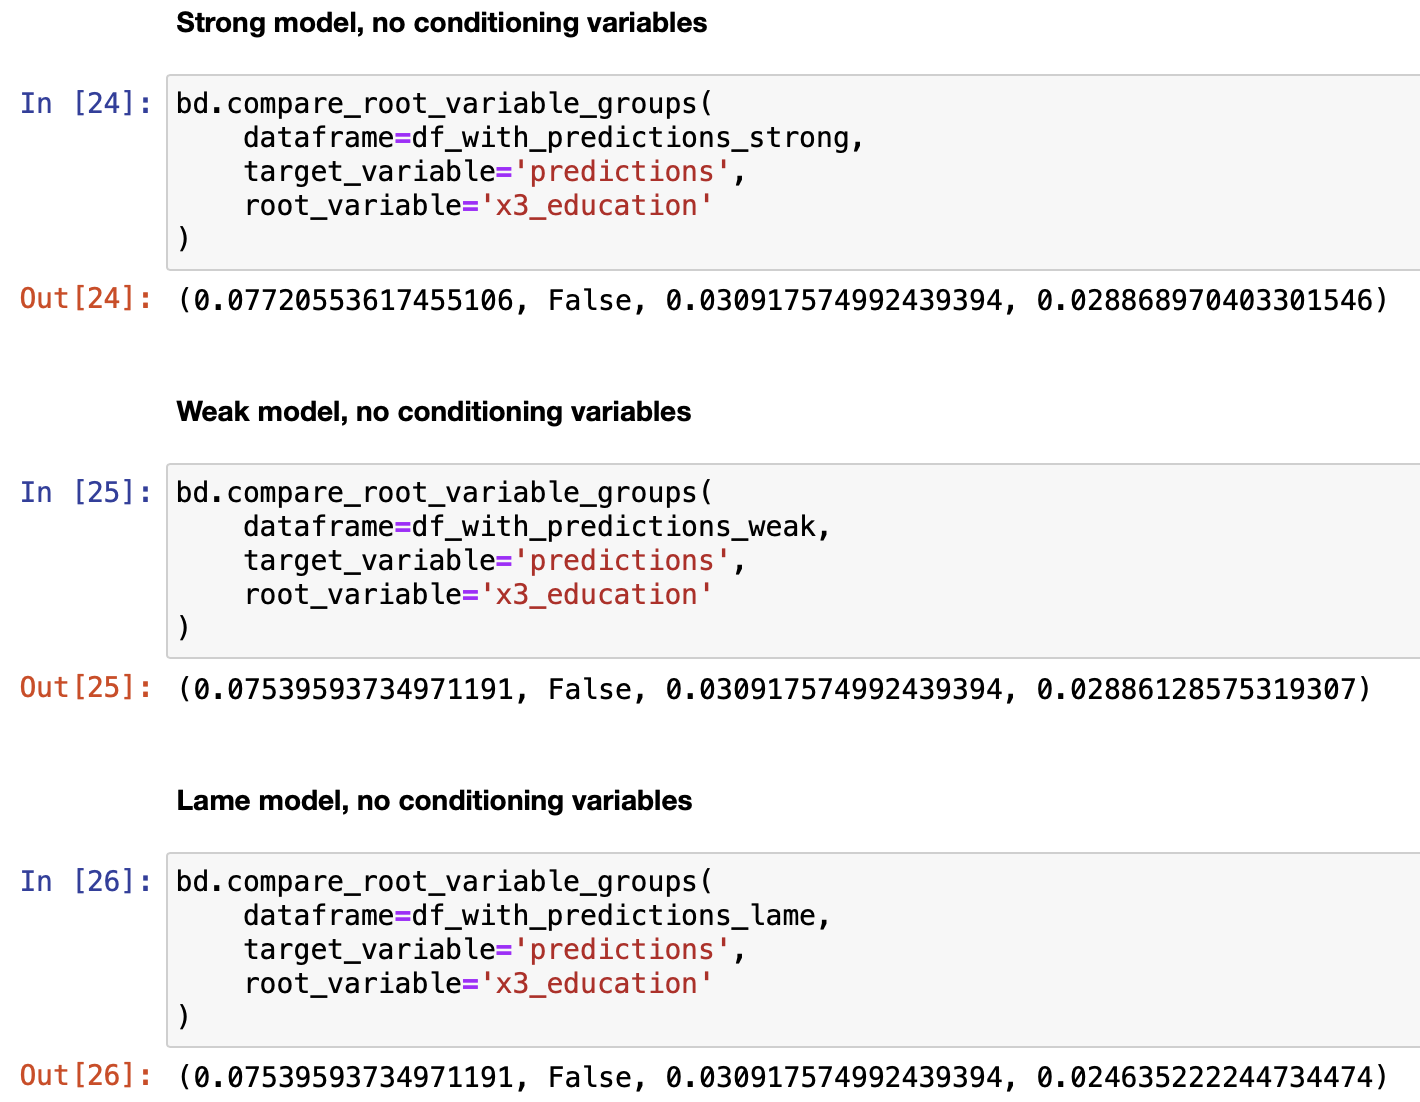 Strong model, no conditioning variables
In [24]: bd.compare_root_variable_groups(
dataframe=df_with_predictions_strong,
target_variable='predictions',
root_variable='x3_education'
)
Out[24]: (0.07720553617455106, False, 0.030917574992439394, 0.028868970403301546)
Weak model, no conditioning variables
In [25]: bd.compare_root_variable_groups(
dataframe=df_with_predictions_weak,
target_variable='predictions',
root_variable='x3_education'
)
Out[25]: (0.07539593734971191, False, 0.030917574992439394, 0.02886128575319307)
Lame model, no conditioning variables
In [26]: bd.compare_root_variable_groups(
dataframe=df_with_predictions_lame,
target_variable='predictions',
root_variable='x3_education'
)
Out[26]: (0.07539593734971191, False, 0.030917574992439394, 0.024635222244734474)